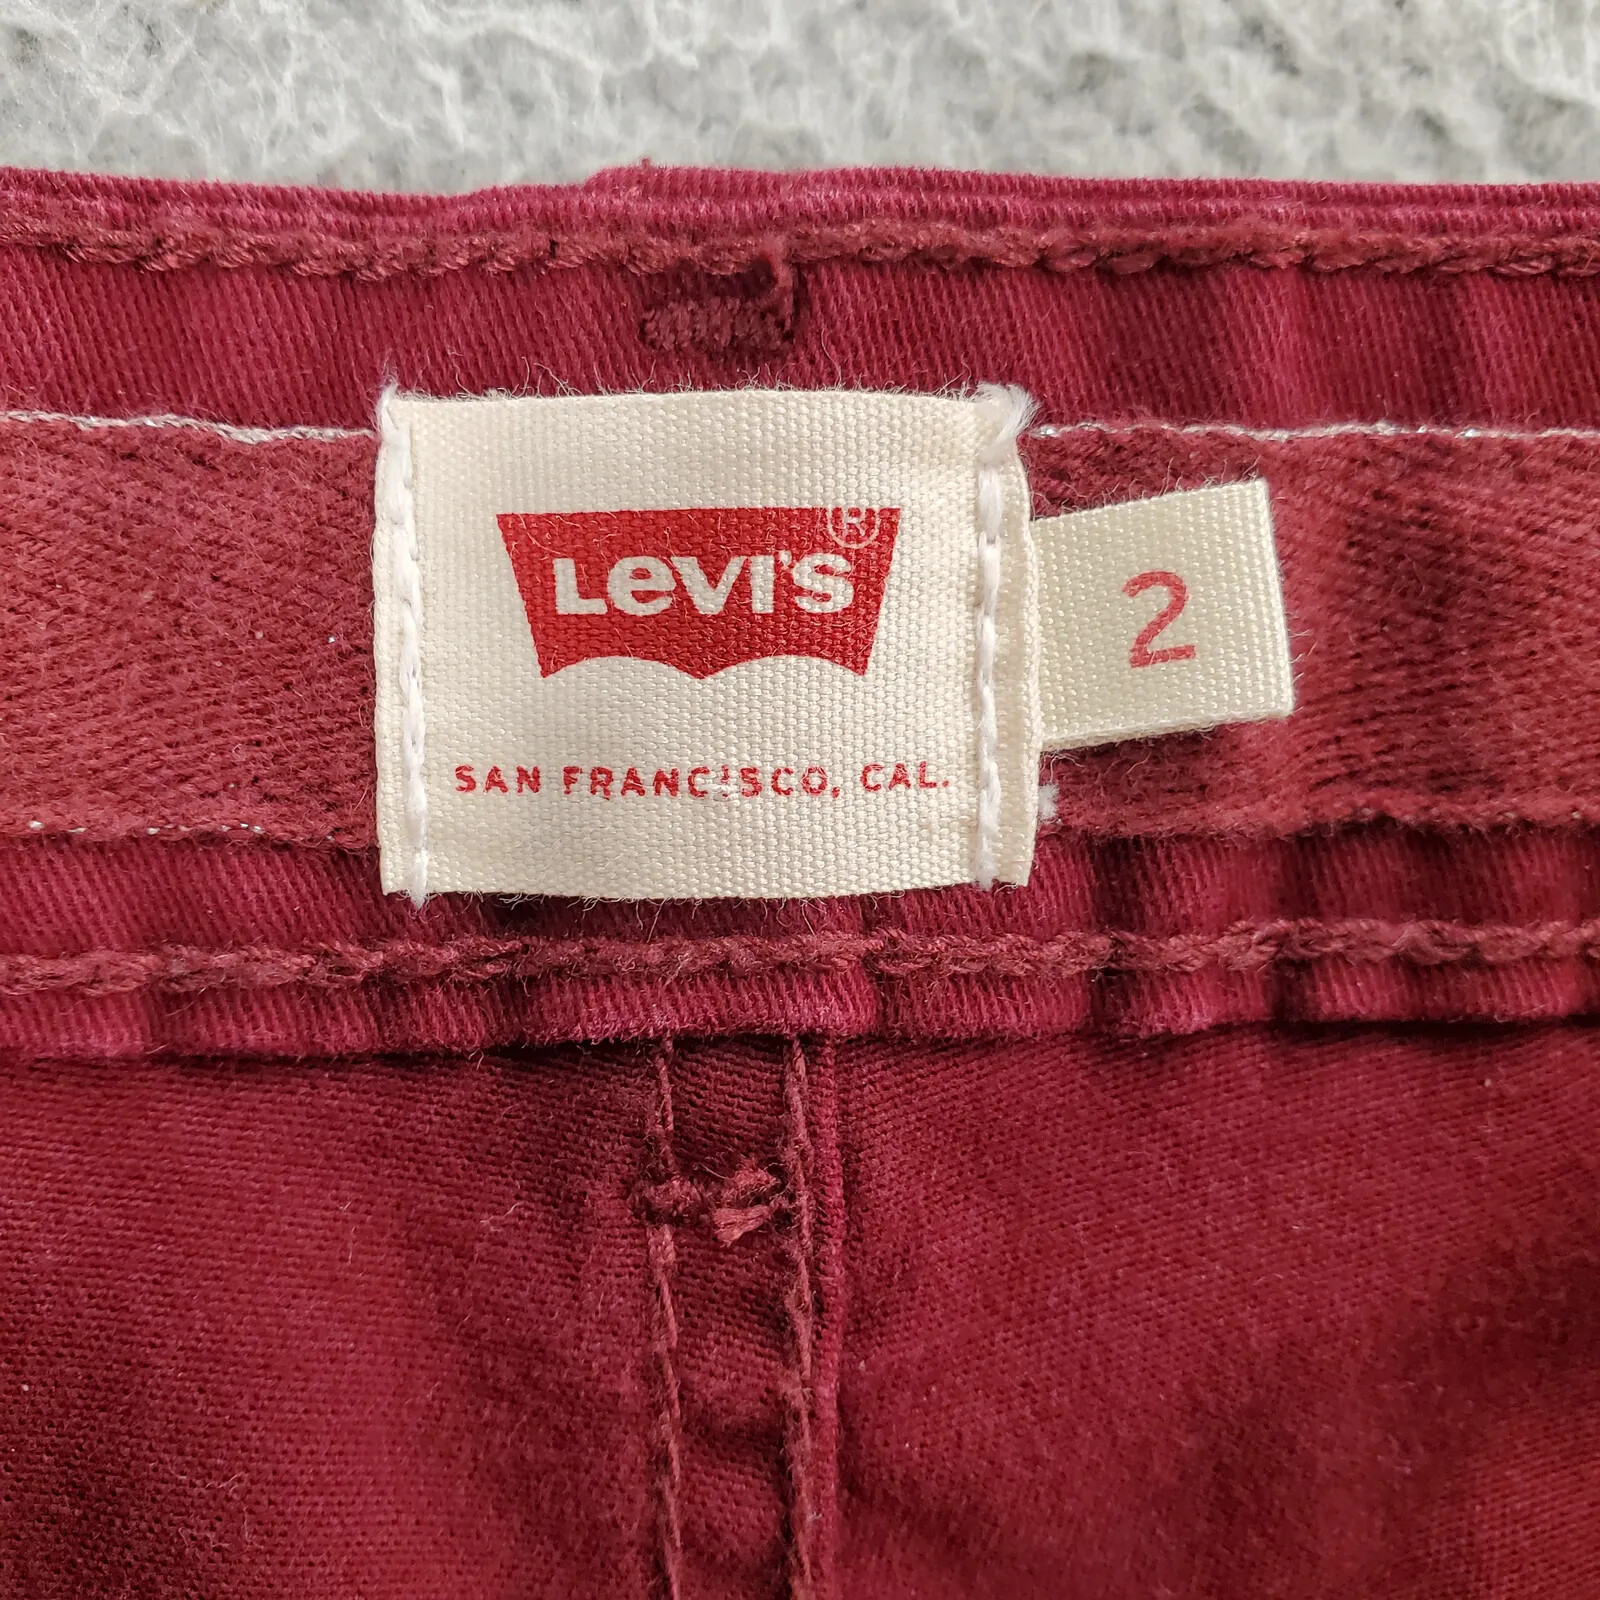 LEVI'S®
2
SAN FRANCISCO, CAL.